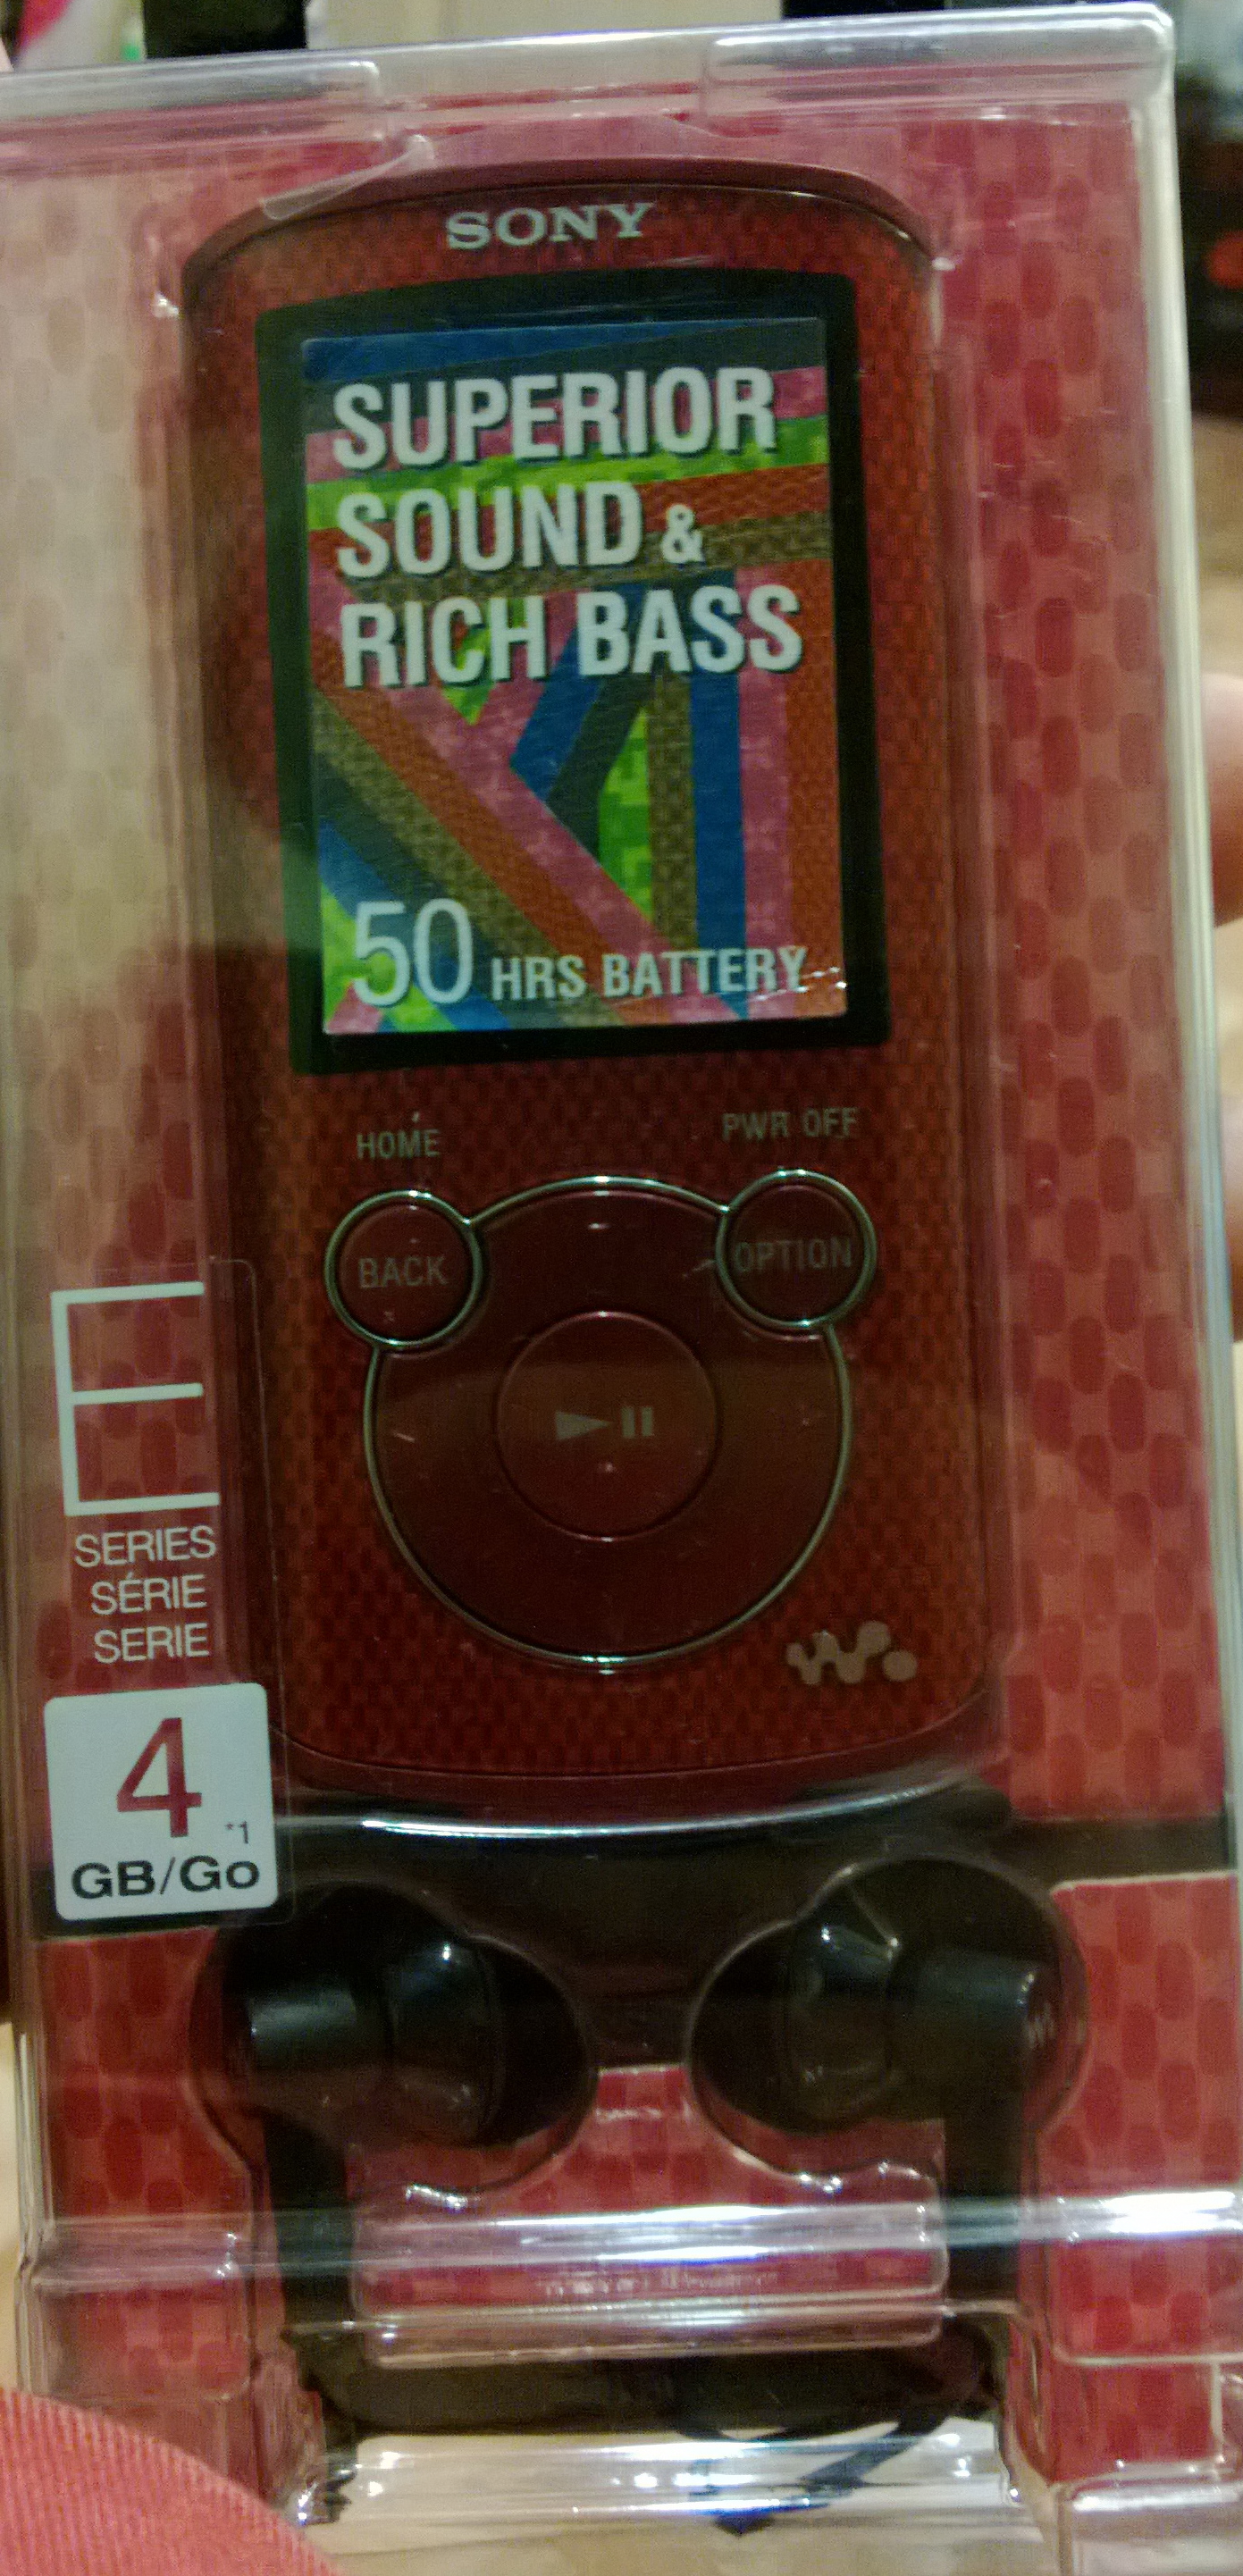 SONY
SUPERIOR
SOUND &
RICH BASS
50 HRS BATTERY
HOME
PWR OFF
BACK
OPTION
E
SERIES
SÉRIE
SERIE
4
*1
GB/Go